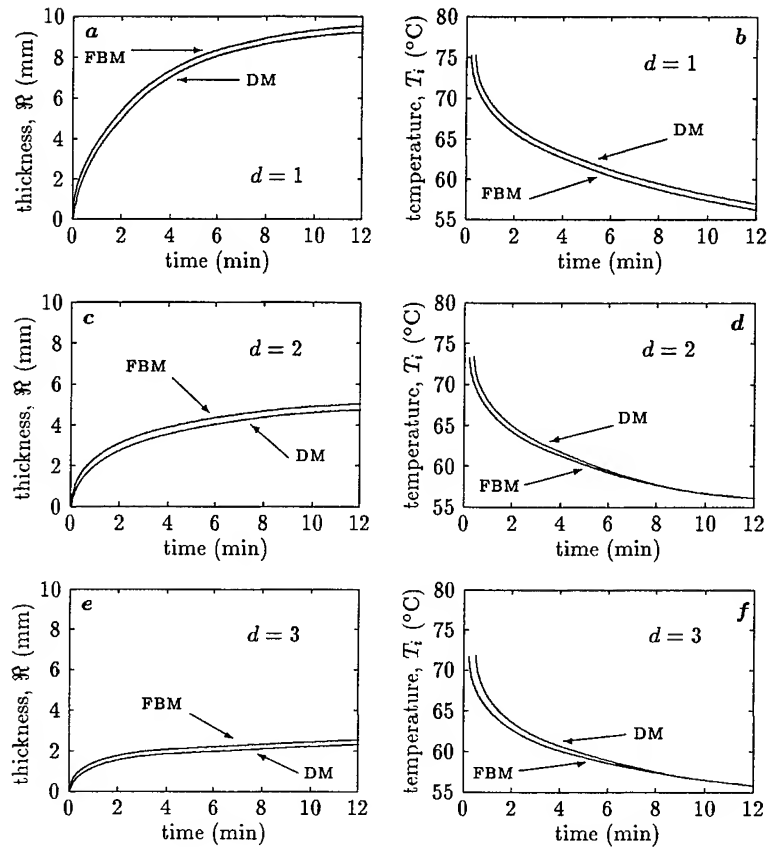 a
FBM
DM
d = 1
10
8
6
4
2
0
0 2 4 6 8 10 12
thickness, ℜ (mm)
time (min)
b
d = 1
DM
FBM
80
75
70
65
60
55
0 2 4 6 8 10 12
temperature, T_i (°C)
time (min)
c
d = 2
FBM
DM
10
8
6
4
2
0
0 2 4 6 8 10 12
thickness, ℜ (mm)
time (min)
d
d = 2
DM
FBM
80
75
70
65
60
55
0 2 4 6 8 10 12
temperature, T_i (°C)
time (min)
e
d = 3
FBM
DM
10
8
6
4
2
0
0 2 4 6 8 10 12
thickness, ℜ (mm)
time (min)
f
d = 3
DM
FBM
80
75
70
65
60
55
0 2 4 6 8 10 12
temperature, T_i (°C)
time (min)